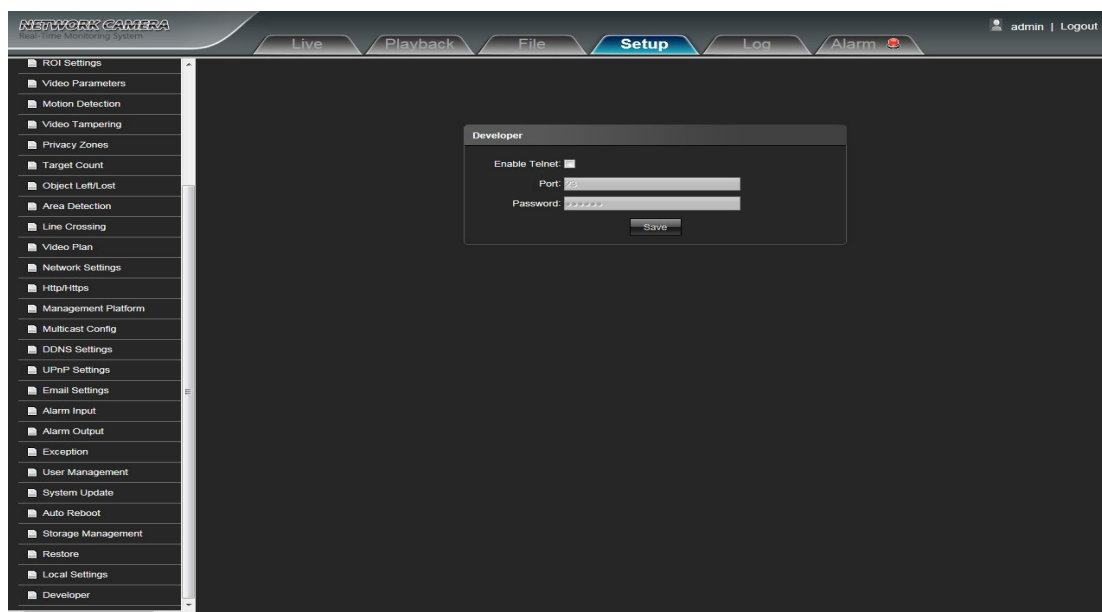 NETWORK CAMERA
Real-Time Monitoring System
admin | Logout
Live Playback File Setup Log Alarm
ROI Settings
Video Parameters
Motion Detection
Video Tampering
Privacy Zones
Target Count
Object Left/Lost
Area Detection
Line Crossing
Video Plan
Network Settings
Http/Https
Management Platform
Multicast Config
DDNS Settings
UPnP Settings
Email Settings
Alarm Input
Alarm Output
Exception
User Management
System Update
Auto Reboot
Storage Management
Restore
Local Settings
Developer
Developer
Enable Telnet:
Port: 23
Password: ●●●●●●
Save